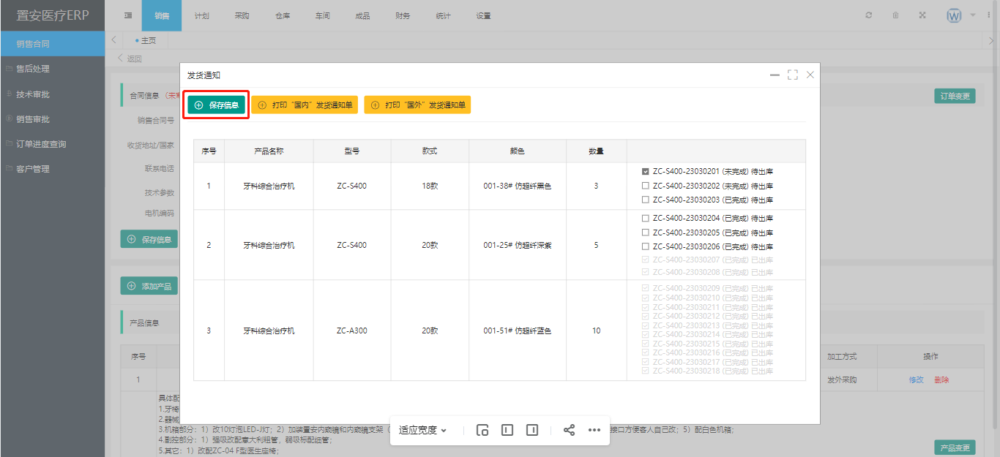 置安医疗ERP
销售 计划 采购 仓库 车间 成品 财务 统计 设置
W
主页
返回
销售合同
售后处理
技术审批
销售审批
订单进度查询
客户管理
合同信息 (未审
订单变更
销售合同号
收货地址/国家
联系电话
技术参数
电机编码
保存信息
添加产品
产品信息
发货通知
保存信息 打印“国内”发货通知单 打印“国外”发货通知单
序号 产品名称 型号 款式 颜色 数量
1 牙科综合治疗机 ZC-S400 18款 001-38# 仿超纤黑色 3
ZC-S400-23030201 (未完成) 待出库
ZC-S400-23030202 (未完成) 待出库
ZC-S400-23030203 (已完成) 待出库
2 牙科综合治疗机 ZC-S400 20款 001-25# 仿超纤深紫 5
ZC-S400-23030204 (已完成) 待出库
ZC-S400-23030205 (已完成) 待出库
ZC-S400-23030206 (已完成) 待出库
ZC-S400-23030207 (已完成) 已出库
ZC-S400-23030208 (已完成) 已出库
3 牙科综合治疗机 ZC-A300 20款 001-51# 仿超纤蓝色 10
ZC-S400-23030209 (已完成) 已出库
ZC-S400-23030210 (已完成) 已出库
ZC-S400-23030211 (已完成) 已出库
ZC-S400-23030212 (已完成) 已出库
ZC-S400-23030213 (已完成) 已出库
ZC-S400-23030214 (已完成) 已出库
ZC-S400-23030215 (已完成) 已出库
ZC-S400-23030216 (已完成) 已出库
ZC-S400-23030217 (已完成) 已出库
ZC-S400-23030218 (已完成) 已出库
序号 加工方式 操作
1 发外采购 修改 删除
具体配
1.牙椅
2.器械
3.机箱部分：1）改10灯泡LED-J灯；2）加装置安内窥镜和内窥镜支架（ 接口方便客人自己改；5）配白色机箱；
4.副控部分：1）强吸改配意大利粗管，弱吸标配细管；
5.其它：1）改配ZC-04 F型医生座椅；
产品变更
适应宽度